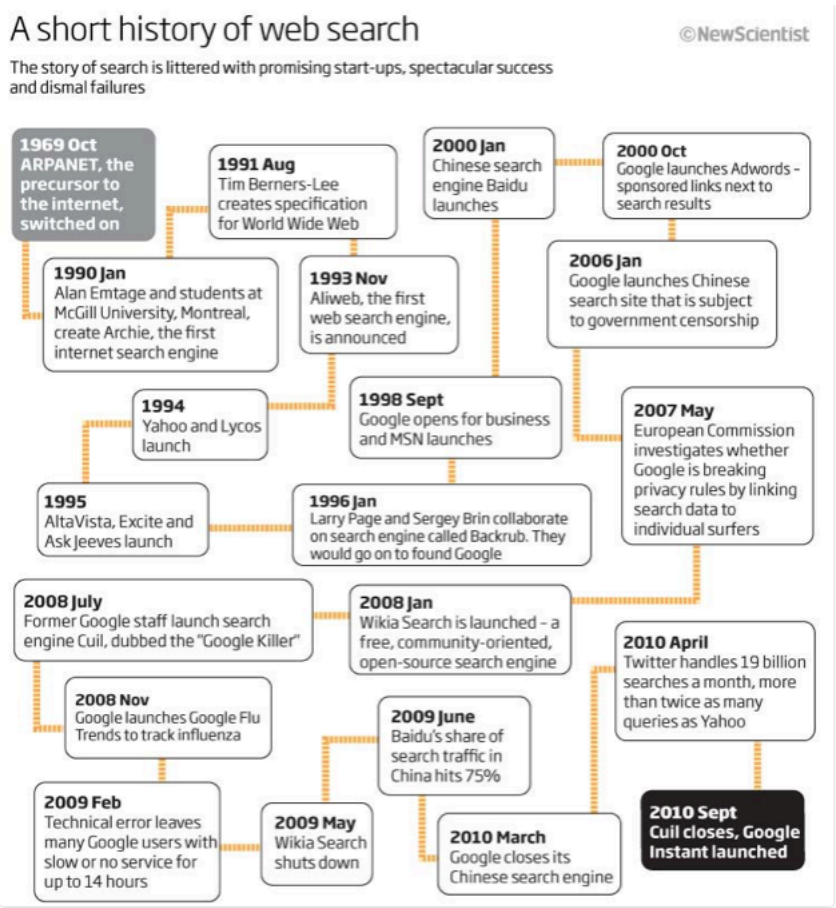 A short history of web search
©NewScientist
The story of search is littered with promising start-ups, spectacular success
and dismal failures
1969 Oct
ARPANET, the
precursor to
the internet,
switched on
1990 Jan
Alan Emtage and students at
McGill University, Montreal,
create Archie, the first
internet search engine
1991 Aug
Tim Berners-Lee
creates specification
for World Wide Web
1993 Nov
Aliweb, the first
web search engine,
is announced
1994
Yahoo and Lycos
launch
1995
AltaVista, Excite and
Ask Jeeves launch
1996 Jan
Larry Page and Sergey Brin collaborate
on search engine called Backrub. They
would go on to found Google
1998 Sept
Google opens for business
and MSN launches
2000 Jan
Chinese search
engine Baidu
launches
2000 Oct
Google launches Adwords –
sponsored links next to
search results
2006 Jan
Google launches Chinese
search site that is subject
to government censorship
2007 May
European Commission
investigates whether
Google is breaking
privacy rules by linking
search data to
individual surfers
2008 Jan
Wikia Search is launched – a
free, community-oriented,
open-source search engine
2008 July
Former Google staff launch search
engine Cuil, dubbed the "Google Killer"
2008 Nov
Google launches Google Flu
Trends to track influenza
2009 Feb
Technical error leaves
many Google users with
slow or no service for
up to 14 hours
2009 May
Wikia Search
shuts down
2009 June
Baidu's share of
search traffic in
China hits 75%
2010 March
Google closes its
Chinese search engine
2010 April
Twitter handles 19 billion
searches a month, more
than twice as many
queries as Yahoo
2010 Sept
Cuil closes, Google
Instant launched